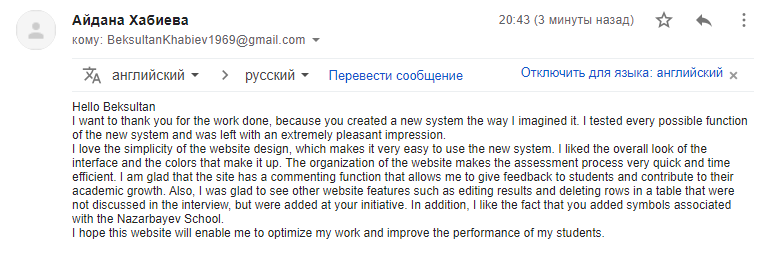 Айдана Хабиева
20:43 (3 минуты назад)
кому: BeksultanKhabiev1969@gmail.com
английский
русский
Перевести сообщение
Отключить для языка: английский
Hello Beksultan
I want to thank you for the work done, because you created a new system the way I imagined it. I tested every possible function
of the new system and was left with an extremely pleasant impression.
I love the simplicity of the website design, which makes it very easy to use the new system. I liked the overall look of the
interface and the colors that make it up. The organization of the website makes the assessment process very quick and time
efficient. I am glad that the site has a commenting function that allows me to give feedback to students and contribute to their
academic growth. Also, I was glad to see other website features such as editing results and deleting rows in a table that were
not discussed in the interview, but were added at your initiative. In addition, I like the fact that you added symbols associated
with the Nazarbayev School.
I hope this website will enable me to optimize my work and improve the performance of my students.